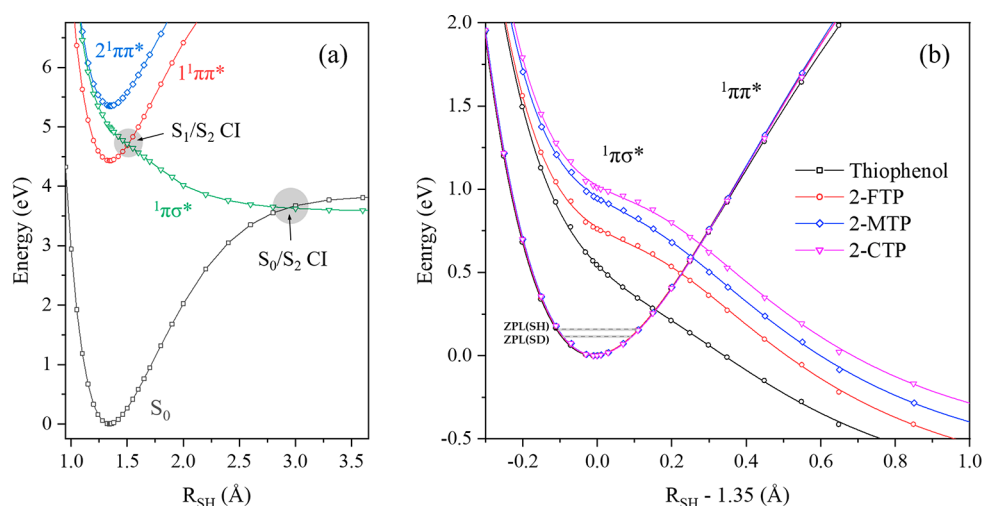 (a)
2¹ππ*
1¹ππ*
S₁/S₂ CI
¹πσ*
S₀/S₂ CI
S₀
Energy (eV)
7
6
5
4
3
2
1
0
1.0 1.5 2.0 2.5 3.0 3.5
R_SH (Å)
(b)
¹ππ*
¹πσ*
Thiophenol
2-FTP
2-MTP
2-CTP
ZPL(SH)
ZPL(SD)
Eenrgy (eV)
2.0
1.5
1.0
0.5
0.0
-0.5
-0.2 0.0 0.2 0.4 0.6 0.8 1.0
R_SH - 1.35 (Å)